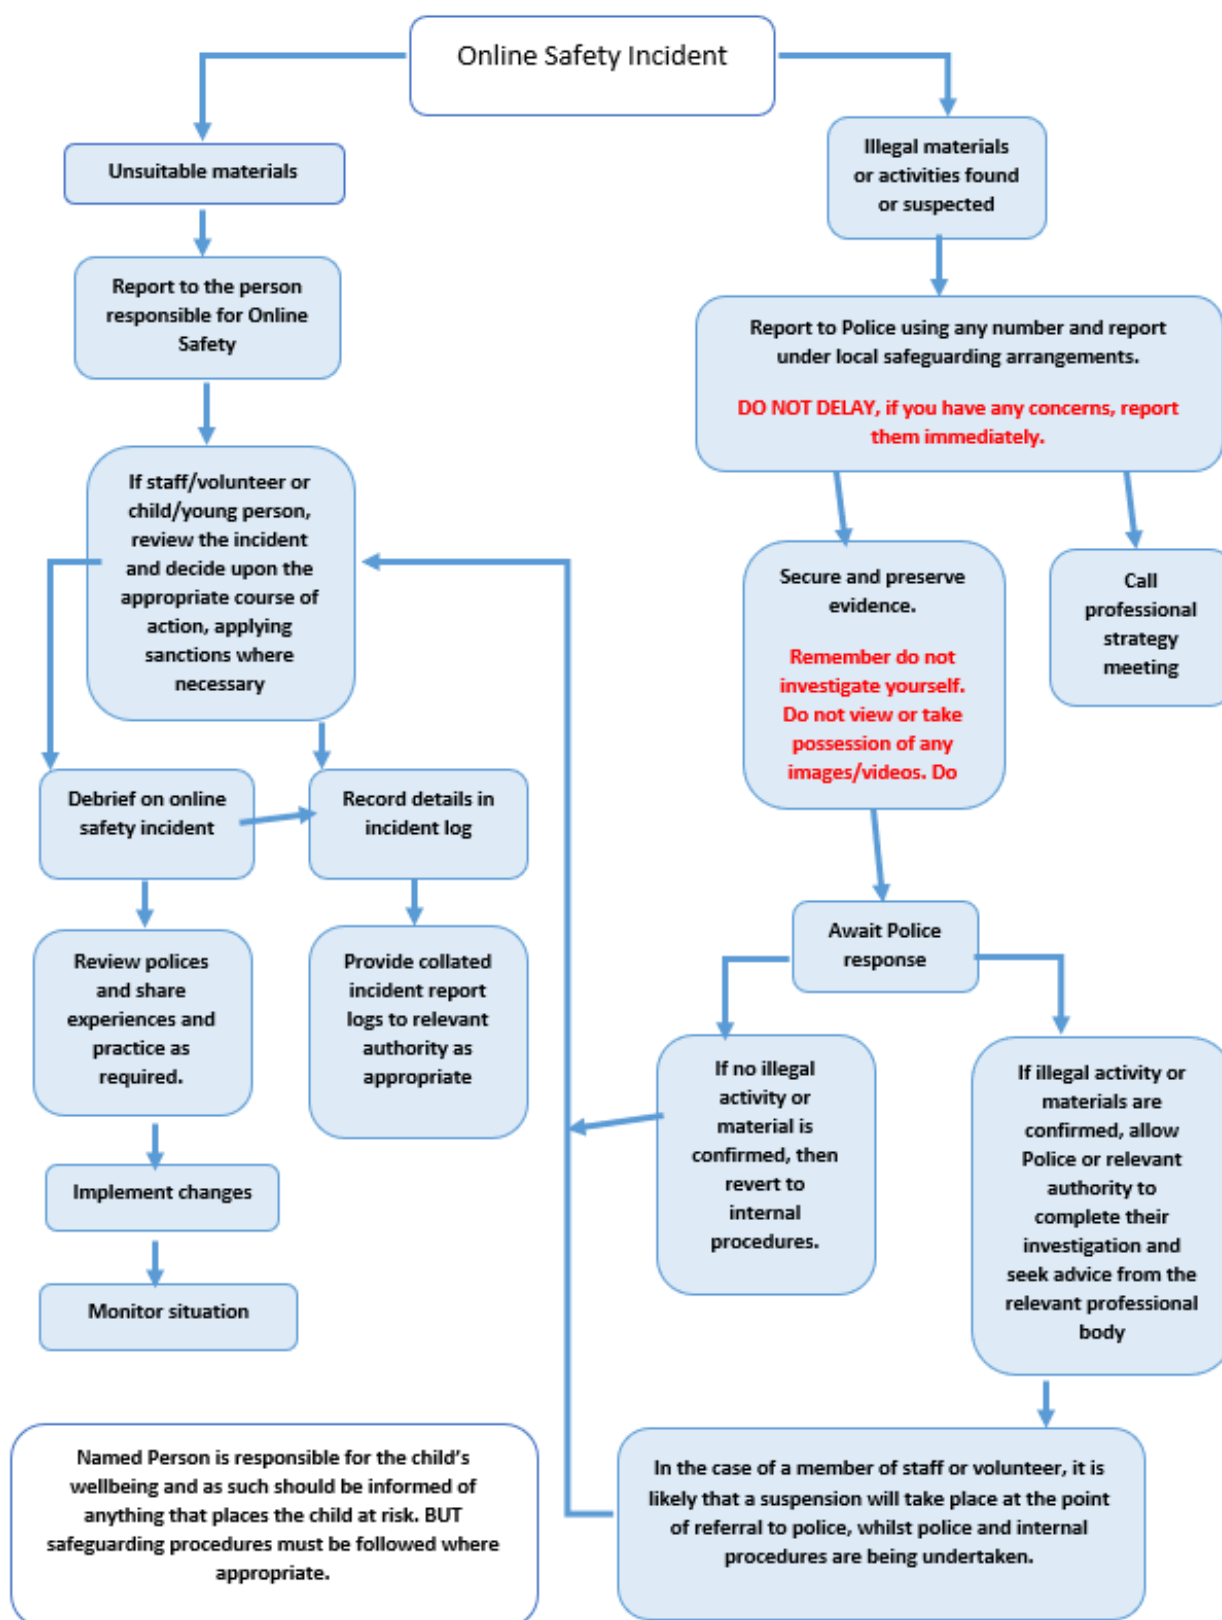 Online Safety Incident
Unsuitable materials
Illegal materials
or activities found
or suspected
Report to the person
responsible for Online
Safety
Report to Police using any number and report
under local safeguarding arrangements.
DO NOT DELAY, if you have any concerns, report
them immediately.
If staff/volunteer or
child/young person,
review the incident
and decide upon the
appropriate course of
action, applying
sanctions where
necessary
Secure and preserve
evidence.
Remember do not
investigate yourself.
Do not view or take
possession of any
images/videos. Do
Call
professional
strategy
meeting
Debrief on online
safety incident
Record details in
incident log
Review polices
and share
experiences and
practice as
required.
Provide collated
incident report
logs to relevant
authority as
appropriate
Await Police
response
If no illegal
activity or
material is
confirmed, then
revert to
internal
procedures.
If illegal activity or
materials are
confirmed, allow
Police or relevant
authority to
complete their
investigation and
seek advice from the
relevant professional
body
Implement changes
Monitor situation
Named Person is responsible for the child's
wellbeing and as such should be informed of
anything that places the child at risk. BUT
safeguarding procedures must be followed where
appropriate.
In the case of a member of staff or volunteer, it is
likely that a suspension will take place at the point
of referral to police, whilst police and internal
procedures are being undertaken.